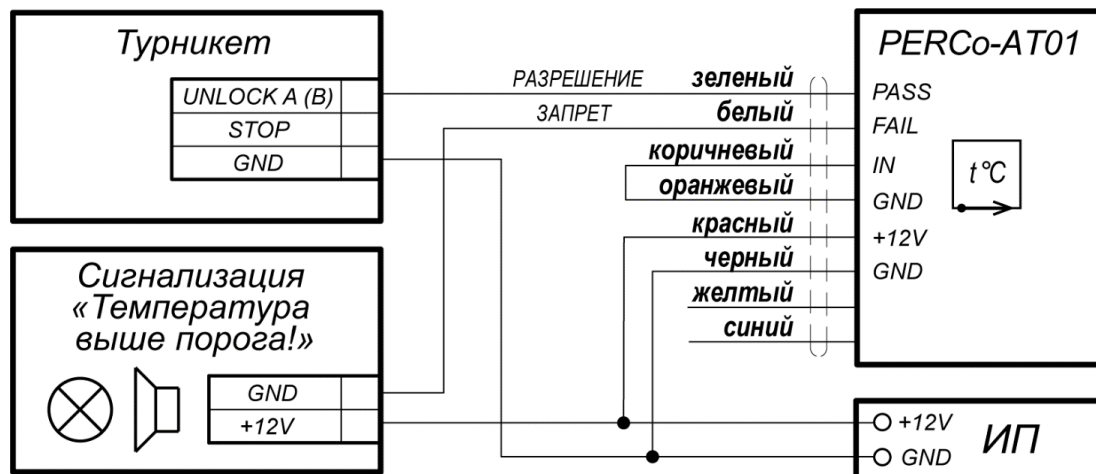 Турникет
UNLOCK A (B)
STOP
GND
Сигнализация
«Температура
выше порога!»
GND
+12V
РАЗРЕШЕНИЕ
ЗАПРЕТ
зеленый
белый
коричневый
оранжевый
красный
черный
желтый
синий
PERCo-AT01
PASS
FAIL
IN
GND
+12V
GND
t°C
+12V
GND
ИП